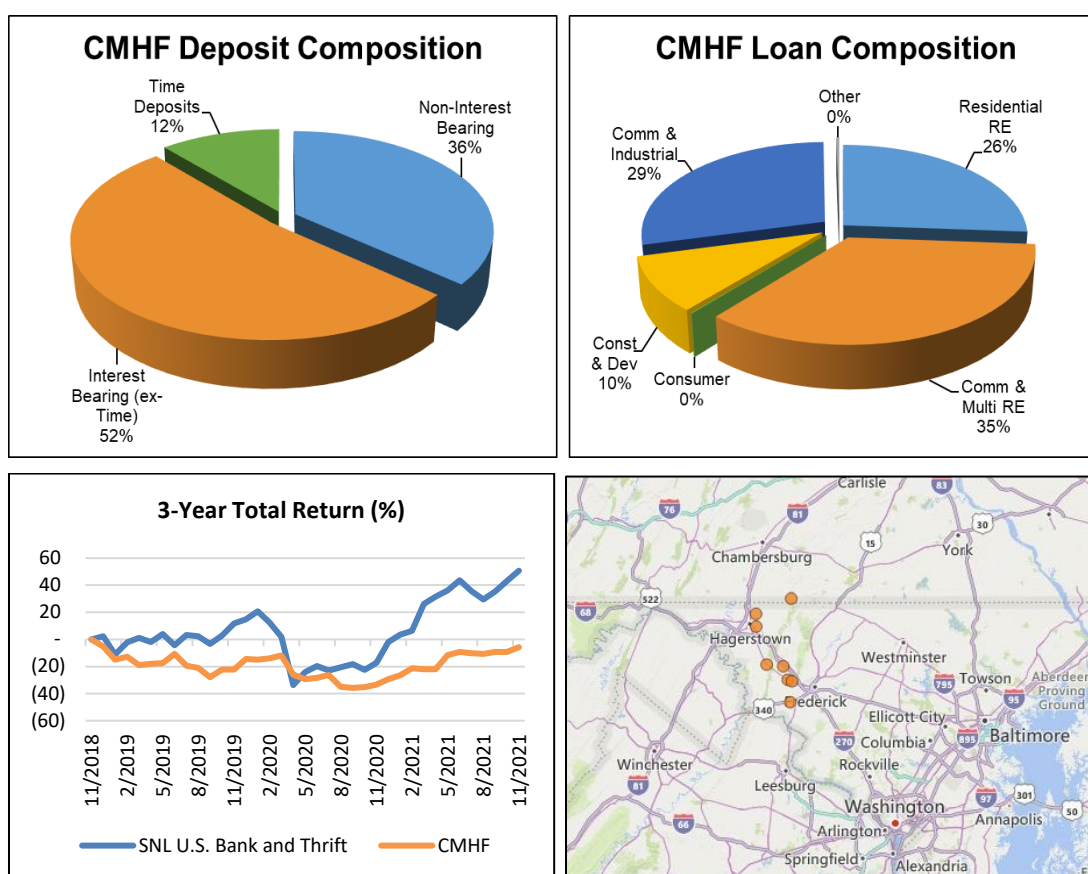 CMHF Deposit Composition
Time
Deposits
12%
Non-Interest
Bearing
36%
Interest
Bearing (ex-
Time)
52%
CMHF Loan Composition
Other
0%
Residential
RE
26%
Comm &
Industrial
29%
Const
& Dev
10%
Consumer
0%
Comm &
Multi RE
35%
3-Year Total Return (%)
60
40
20
-
(20)
(40)
(60)
11/2018
2/2019
5/2019
8/2019
11/2019
2/2020
5/2020
8/2020
11/2020
2/2021
5/2021
8/2021
11/2021
SNL U.S. Bank and Thrift
CMHF
Carlisle
83
76
81
15
30
Chambersburg
York
522
68
Hagerstown
Westminster
795
Towson
Aberdeen
Proving
Ground
95
340
Frederick
Ellicott City
270
Columbia
895
Baltimore
Winchester
Rockville
Leesburg
81
Washington
97
301
50
Annapolis
66
Arlington
Springfield
Alexandria